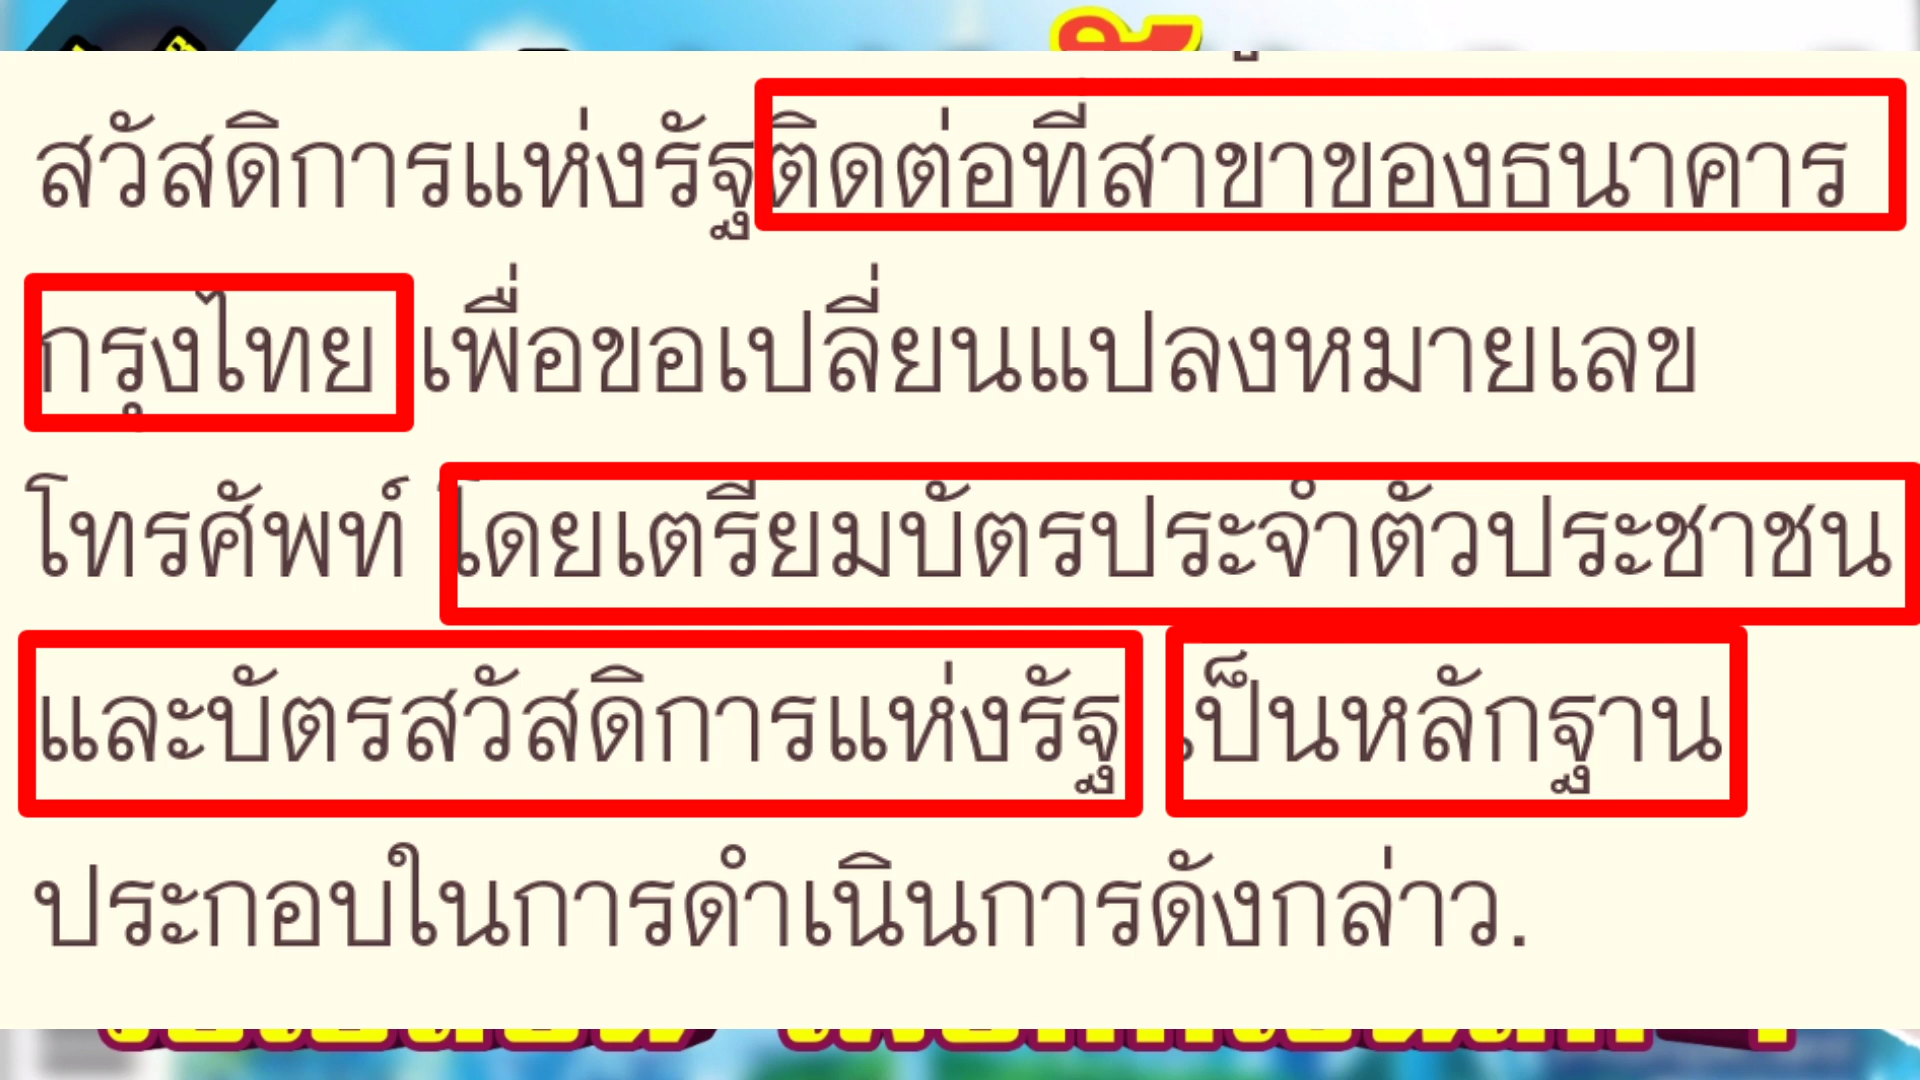 สวัสดิการแห่งรัฐติดต่อที่สาขาของธนาคาร
กรุงไทย เพื่อขอเปลี่ยนแปลงหมายเลข
โทรศัพท์ โดยเตรียมบัตรประจำตัวประชาชน
และบัตรสวัสดิการแห่งรัฐ เป็นหลักฐาน
ประกอบในการดำเนินการดังกล่าว.